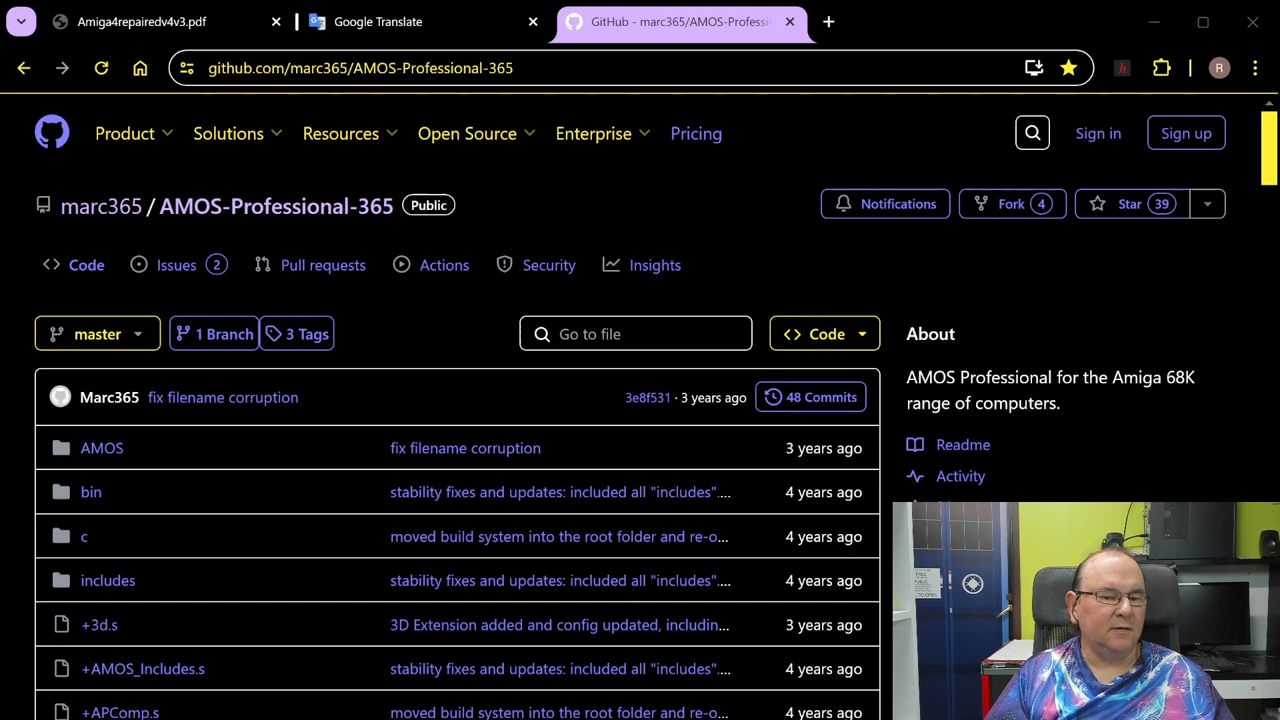 Amiga4repairedv4v3.pdf
Google Translate
GitHub - marc365/AMOS-Professi
github.com/marc365/AMOS-Professional-365
R
Product
Solutions
Resources
Open Source
Enterprise
Pricing
Sign in
Sign up
marc365 / AMOS-Professional-365 Public
Notifications
Fork 4
Star 39
Code
Issues 2
Pull requests
Actions
Security
Insights
master
1 Branch
3 Tags
Go to file
Code
About
AMOS Professional for the Amiga 68K
range of computers.
Readme
Activity
Marc365 fix filename corruption 3e8f531 · 3 years ago 48 Commits
AMOS fix filename corruption 3 years ago
bin stability fixes and updates: included all "includes".... 4 years ago
c moved build system into the root folder and re-o... 4 years ago
includes stability fixes and updates: included all "includes".... 4 years ago
+3d.s 3D Extension added and config updated, includin... 3 years ago
+AMOS_Includes.s stability fixes and updates: included all "includes".... 4 years ago
+APComp.s moved build system into the root folder and re-o... 4 years ago